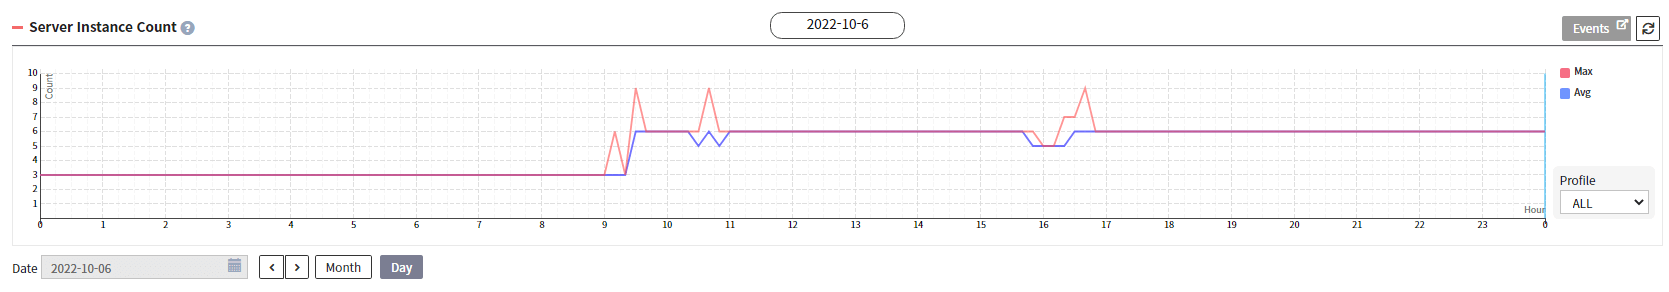 Server Instance Count ?
2022-10-6
Events
Count
10
9
8
7
6
5
4
3
2
1
0 1 2 3 4 5 6 7 8 9 10 11 12 13 14 15 16 17 18 19 20 21 22 23 0
Hour
Max
Avg
Profile
ALL
Date 2022-10-06 < > Month Day